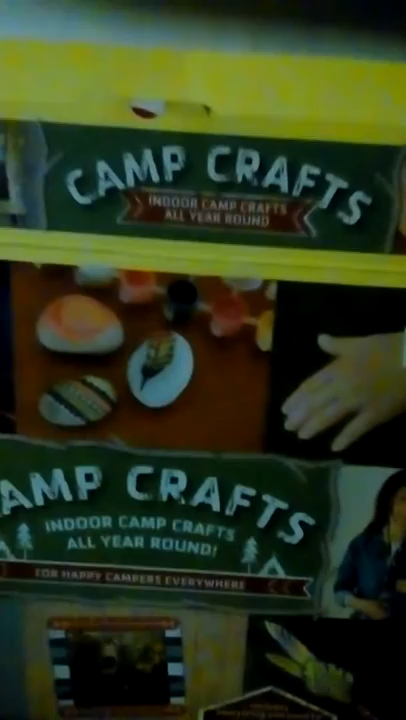 CAMP CRAFTS
INDOOR CAMP CRAFTS
ALL YEAR ROUND
AMP CRAFTS
INDOOR CAMP CRAFTS
ALL YEAR ROUND!
FOR HAPPY CAMPERS EVERYWHERE